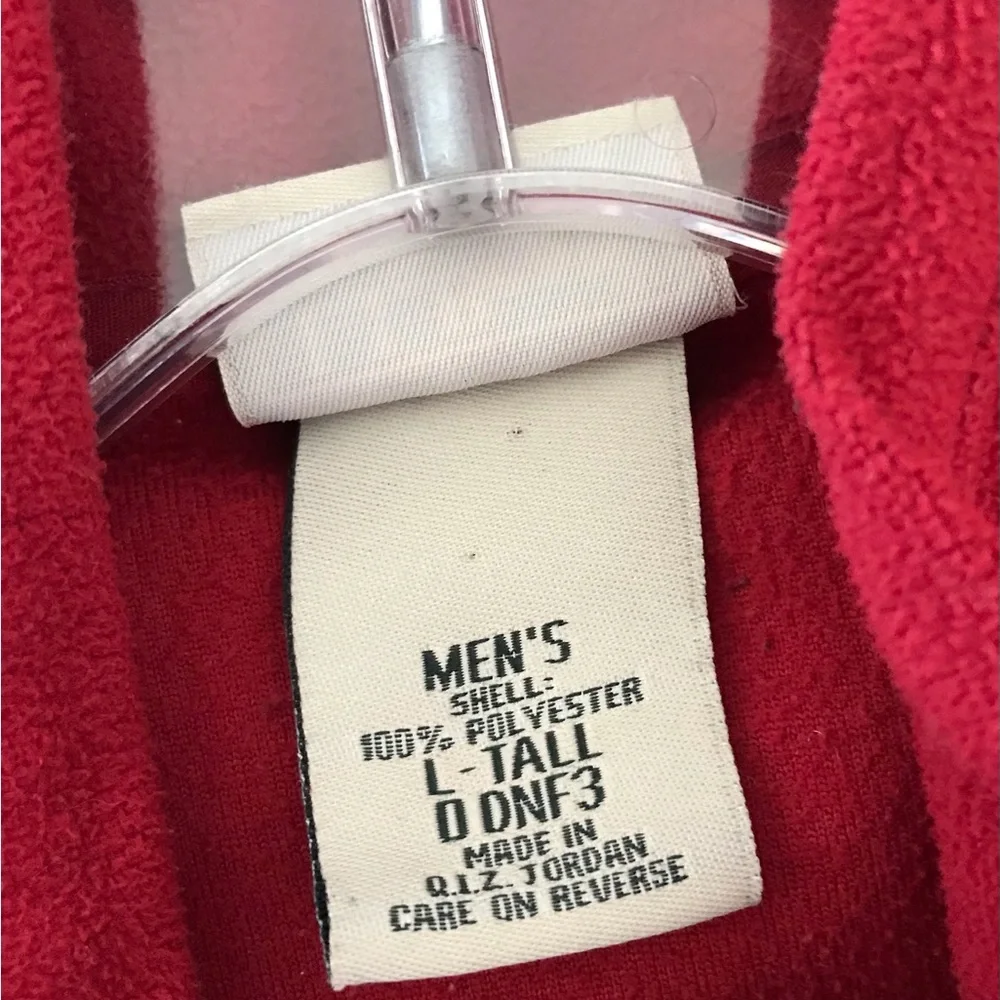 MEN'S
SHELL:
100% POLYESTER
L-TALL
0 DNF3
MADE IN
Q.I.Z. JORDAN
CARE ON REVERSE